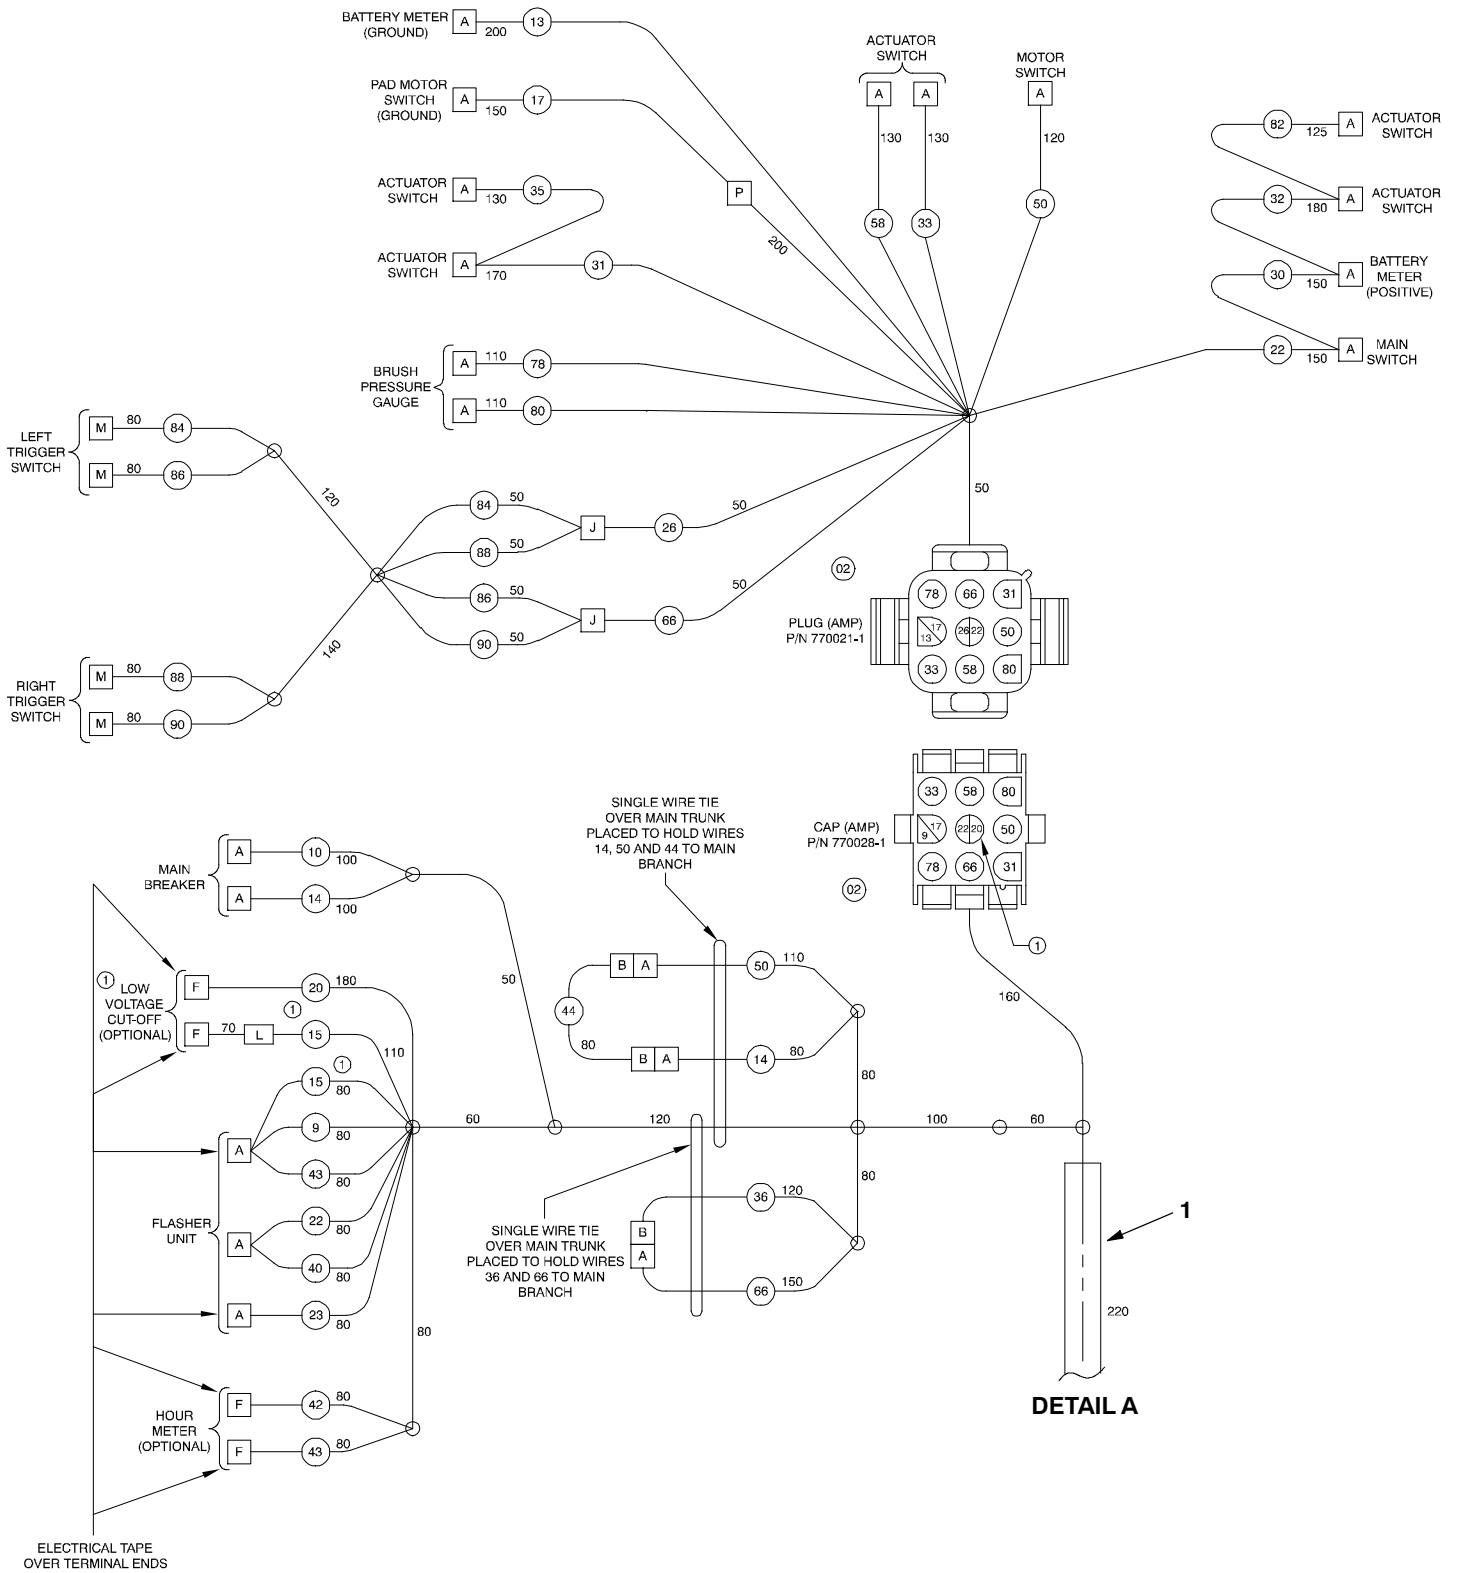 BATTERY METER
(GROUND)
A
200
13
PAD MOTOR
SWITCH
(GROUND)
A
150
17
P
200
ACTUATOR
SWITCH
A
130
35
ACTUATOR
SWITCH
A
170
31
ACTUATOR
SWITCH
A
A
130
130
58
33
MOTOR
SWITCH
A
120
50
82
125
A
ACTUATOR
SWITCH
32
180
A
ACTUATOR
SWITCH
30
150
A
BATTERY
METER
(POSITIVE)
22
150
A
MAIN
SWITCH
BRUSH
PRESSURE
GAUGE
A
110
78
A
110
80
LEFT
TRIGGER
SWITCH
M
80
84
M
80
86
120
84
50
88
50
J
26
50
86
50
90
50
J
66
50
140
RIGHT
TRIGGER
SWITCH
M
80
88
M
80
90
50
02
PLUG (AMP)
P/N 770021-1
78
66
31
17
13
26
22
50
33
58
80
CAP (AMP)
P/N 770028-1
33
58
80
17
9
22
20
50
78
66
31
02
1
160
SINGLE WIRE TIE
OVER MAIN TRUNK
PLACED TO HOLD WIRES
14, 50 AND 44 TO MAIN
BRANCH
MAIN
BREAKER
A
10
100
A
14
100
50
1
LOW
VOLTAGE
CUT-OFF
(OPTIONAL)
F
20
180
1
F
70
L
15
110
1
15
80
A
9
80
43
80
FLASHER
UNIT
A
22
80
40
80
A
23
80
60
120
100
60
B
A
50
110
44
80
B
A
14
80
80
80
36
120
B
A
66
150
SINGLE WIRE TIE
OVER MAIN TRUNK
PLACED TO HOLD WIRES
36 AND 66 TO MAIN
BRANCH
1
220
DETAIL A
80
HOUR
METER
(OPTIONAL)
F
42
80
F
43
80
ELECTRICAL TAPE
OVER TERMINAL ENDS